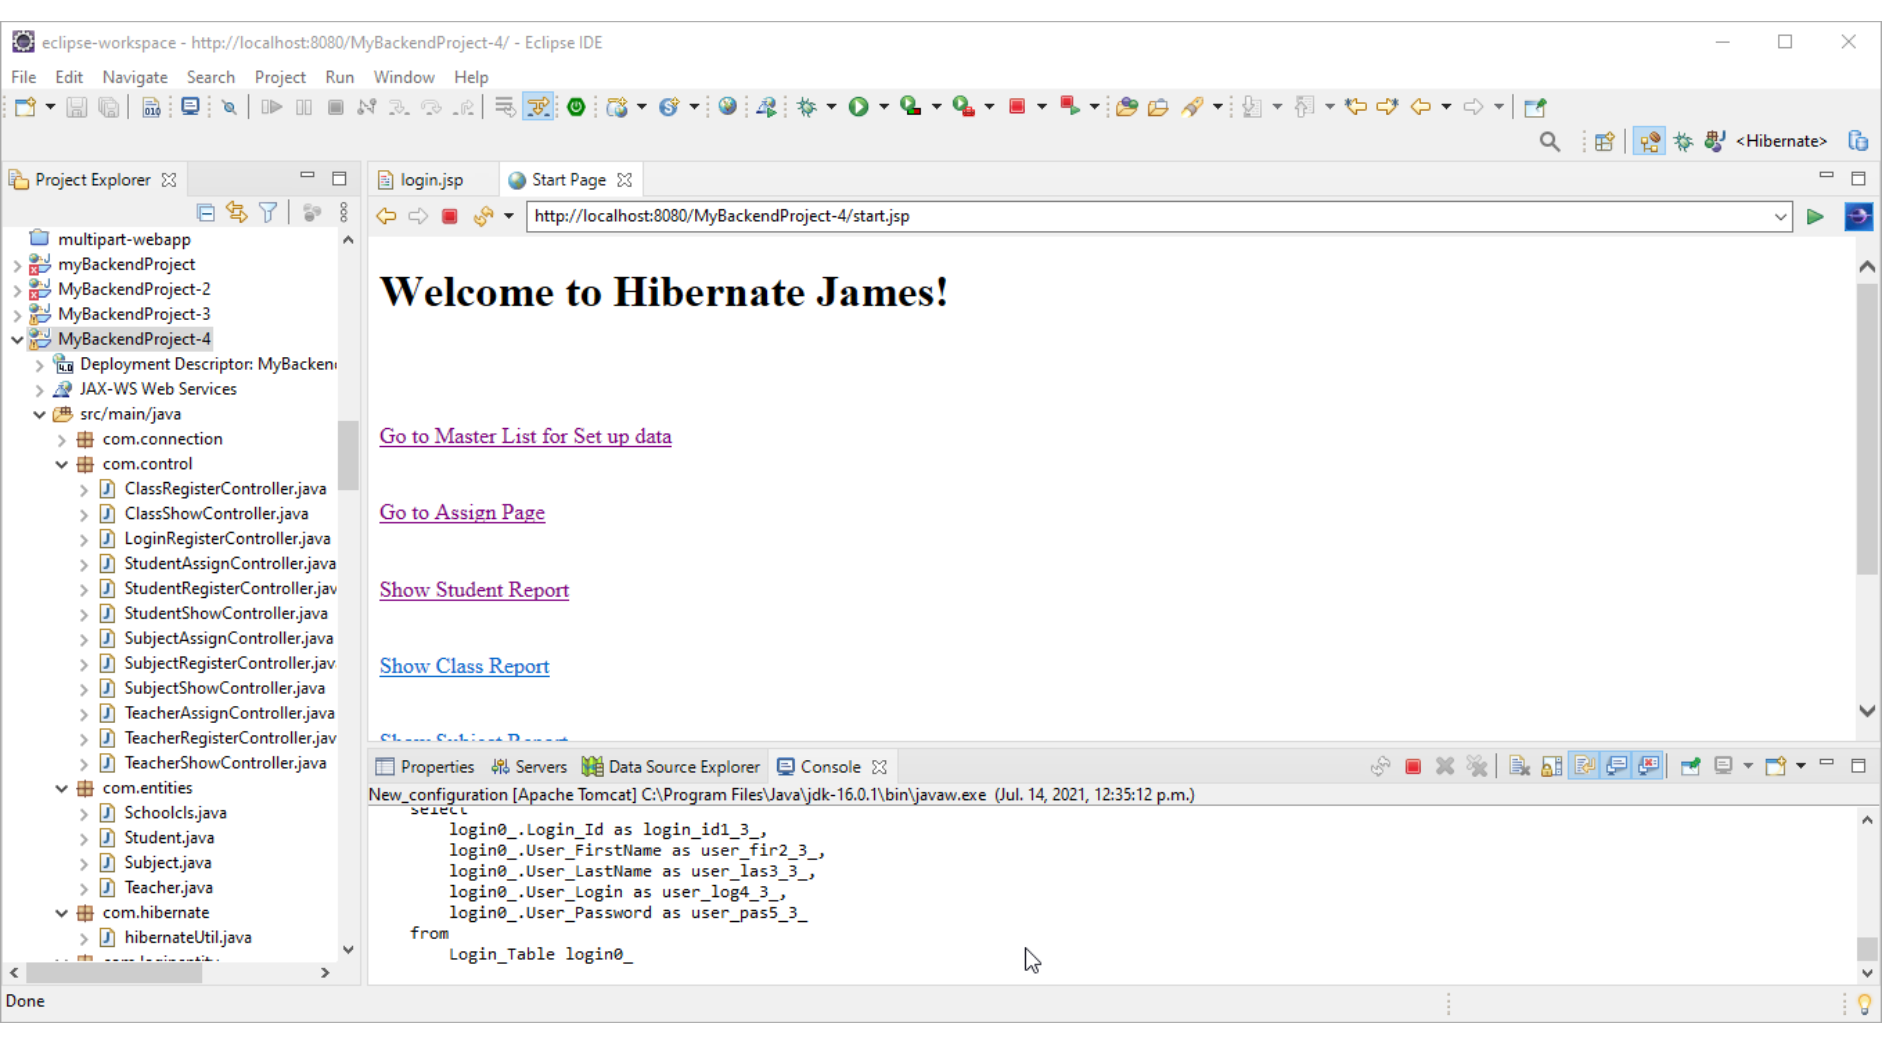 eclipse-workspace - http://localhost:8080/MyBackendProject-4/ - Eclipse IDE
File Edit Navigate Search Project Run Window Help
<Hibernate>
Project Explorer
login.jsp
Start Page
http://localhost:8080/MyBackendProject-4/start.jsp
multipart-webapp
myBackendProject
MyBackendProject-2
MyBackendProject-3
MyBackendProject-4
Deployment Descriptor: MyBacken
JAX-WS Web Services
src/main/java
com.connection
com.control
ClassRegisterController.java
ClassShowController.java
LoginRegisterController.java
StudentAssignController.java
StudentRegisterController.jav
StudentShowController.java
SubjectAssignController.java
SubjectRegisterController.jav
SubjectShowController.java
TeacherAssignController.java
TeacherRegisterController.jav
TeacherShowController.java
com.entities
Schoolcls.java
Student.java
Subject.java
Teacher.java
com.hibernate
hibernateUtil.java
Welcome to Hibernate James!
Go to Master List for Set up data
Go to Assign Page
Show Student Report
Show Class Report
Show Subject Report
Properties Servers Data Source Explorer Console
New_configuration [Apache Tomcat] C:\Program Files\Java\jdk-16.0.1\bin\javaw.exe (Jul. 14, 2021, 12:35:12 p.m.)
select
login0_.Login_Id as login_id1_3_,
login0_.User_FirstName as user_fir2_3_,
login0_.User_LastName as user_las3_3_,
login0_.User_Login as user_log4_3_,
login0_.User_Password as user_pas5_3_
from
Login_Table login0_
Done